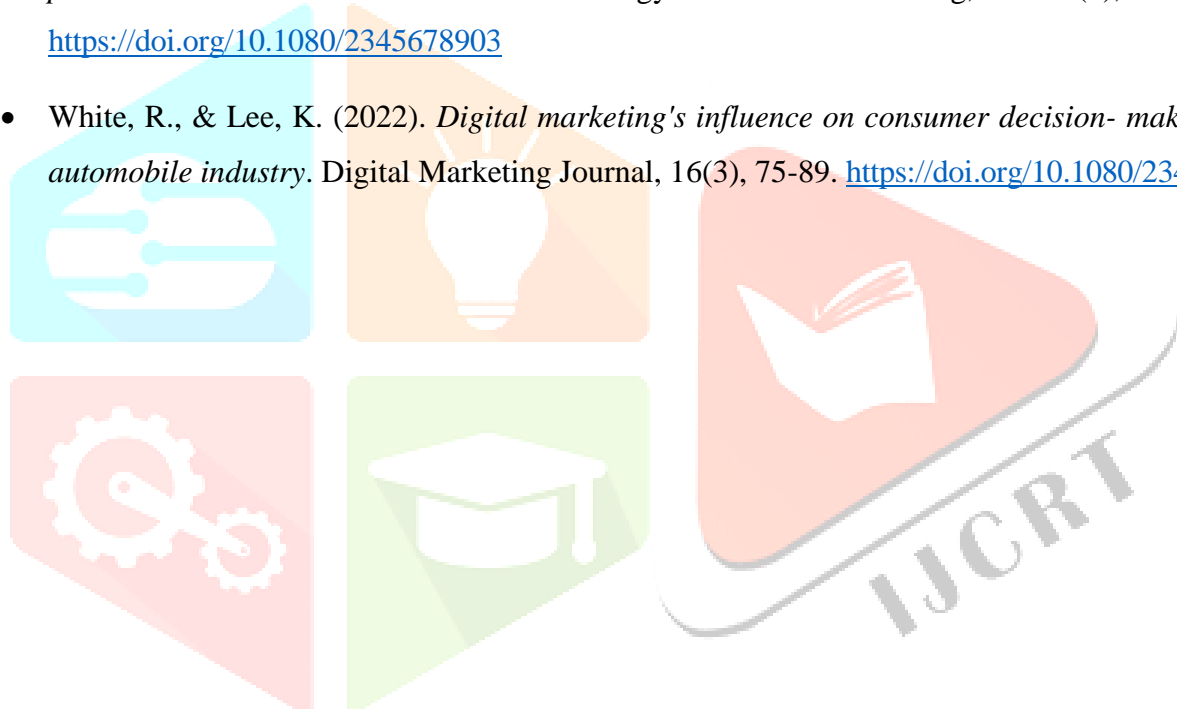 https://doi.org/10.1080/2345678903
• White, R., & Lee, K. (2022). Digital marketing's influence on consumer decision- mak
automobile industry. Digital Marketing Journal, 16(3), 75-89. https://doi.org/10.1080/234
IJCRT